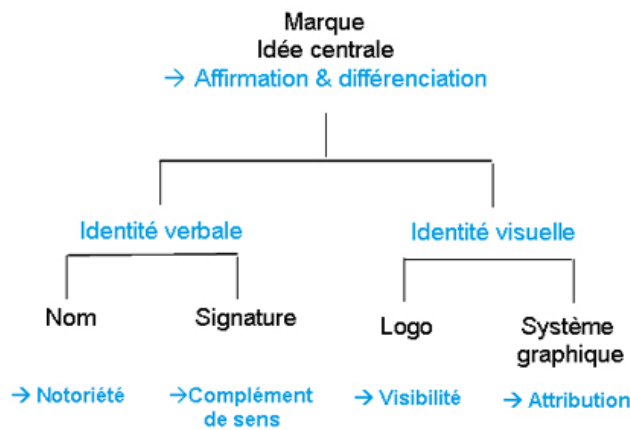 Marque
Idée centrale
→ Affirmation & différenciation
Identité verbale
Identité visuelle
Nom
Signature
Logo
Système
graphique
→ Notoriété
→Complément
de sens
→ Visibilité
→ Attribution